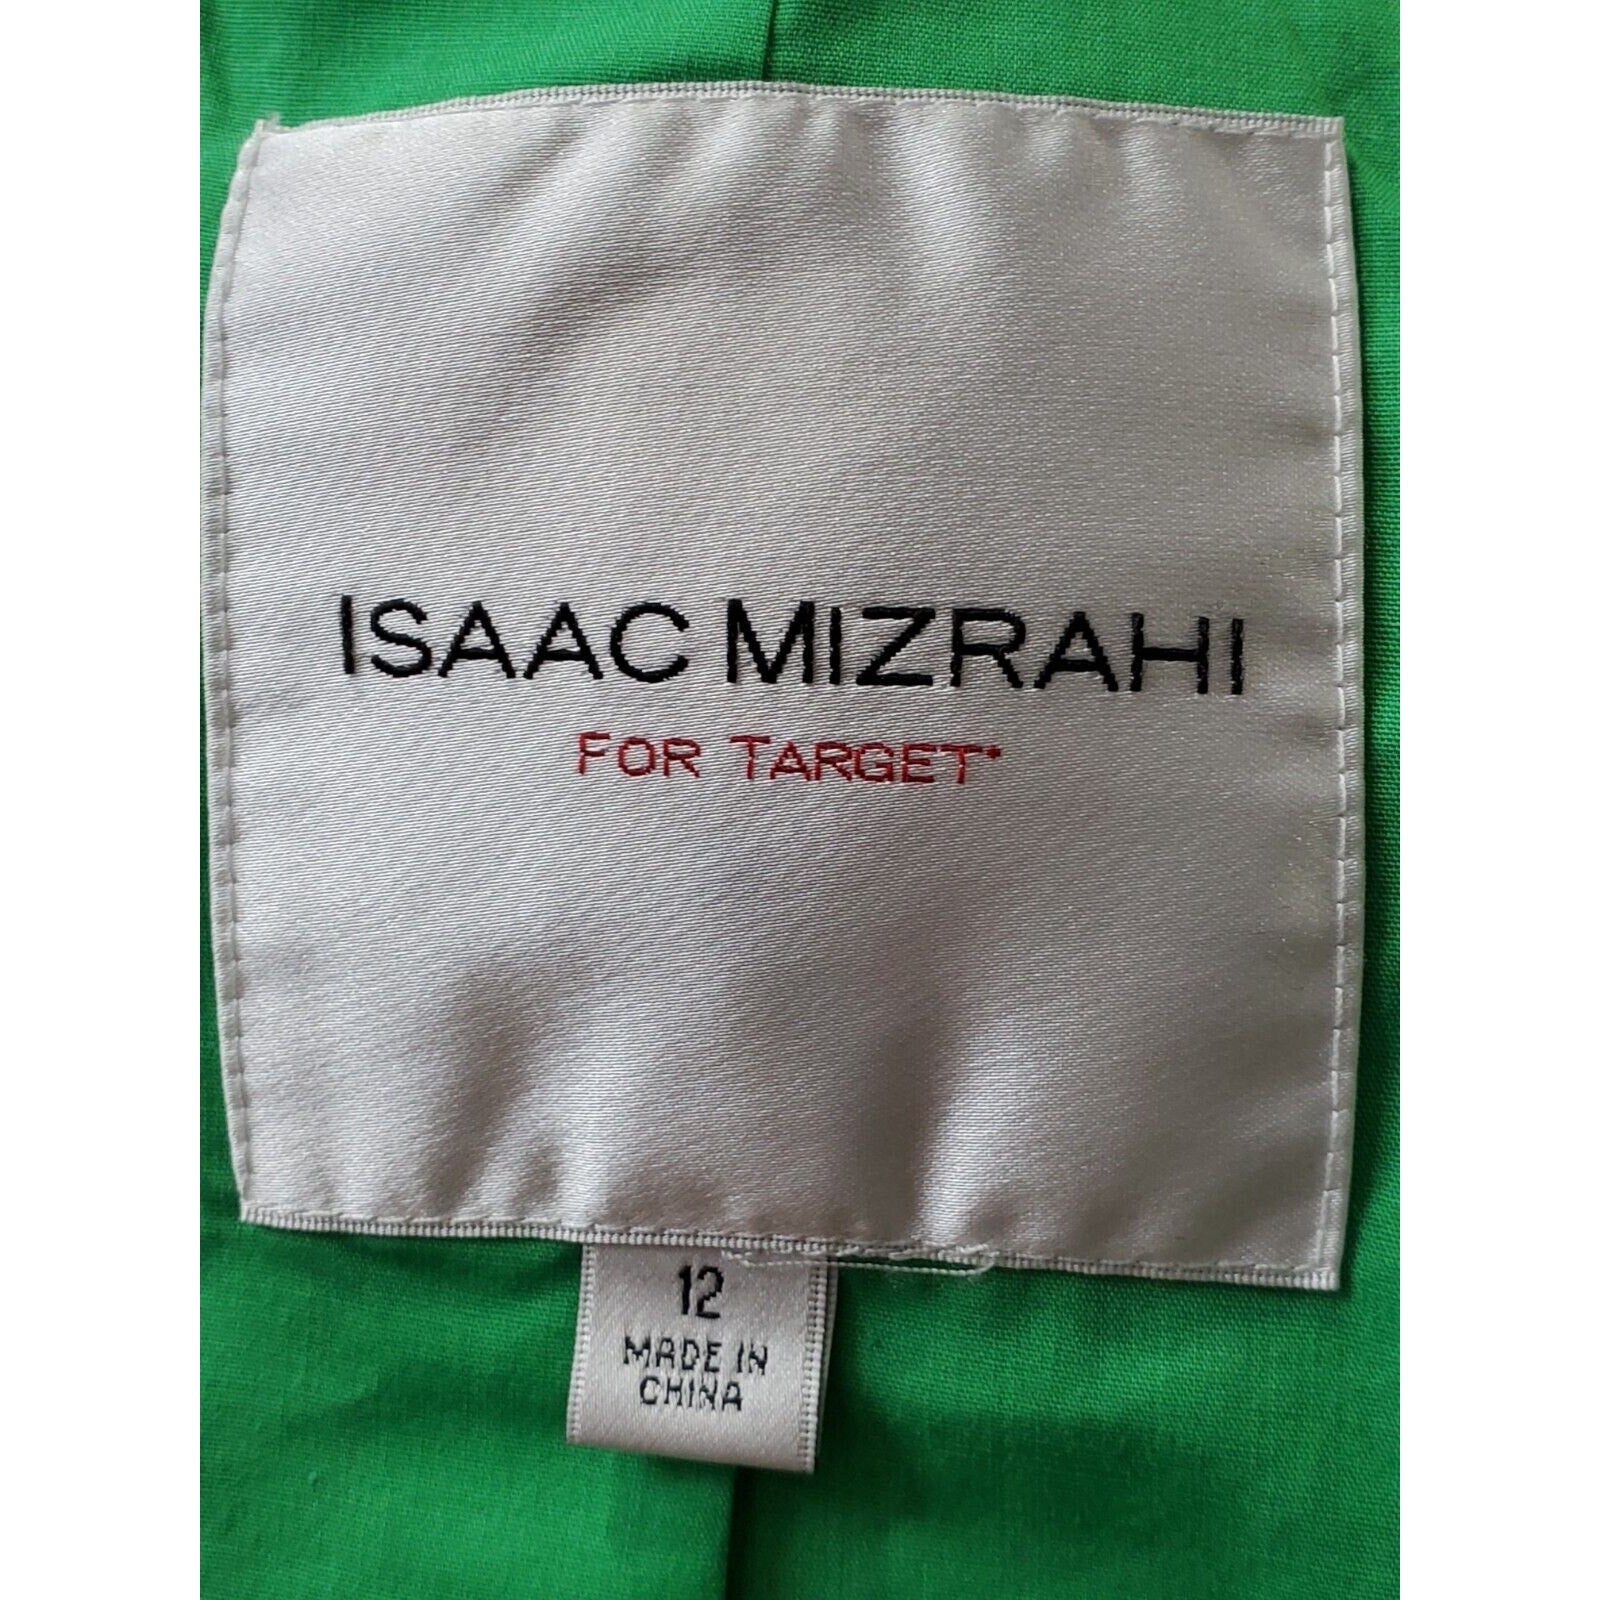 ISAAC MIZRAHI
FOR TARGET*
12
MADE IN
CHINA